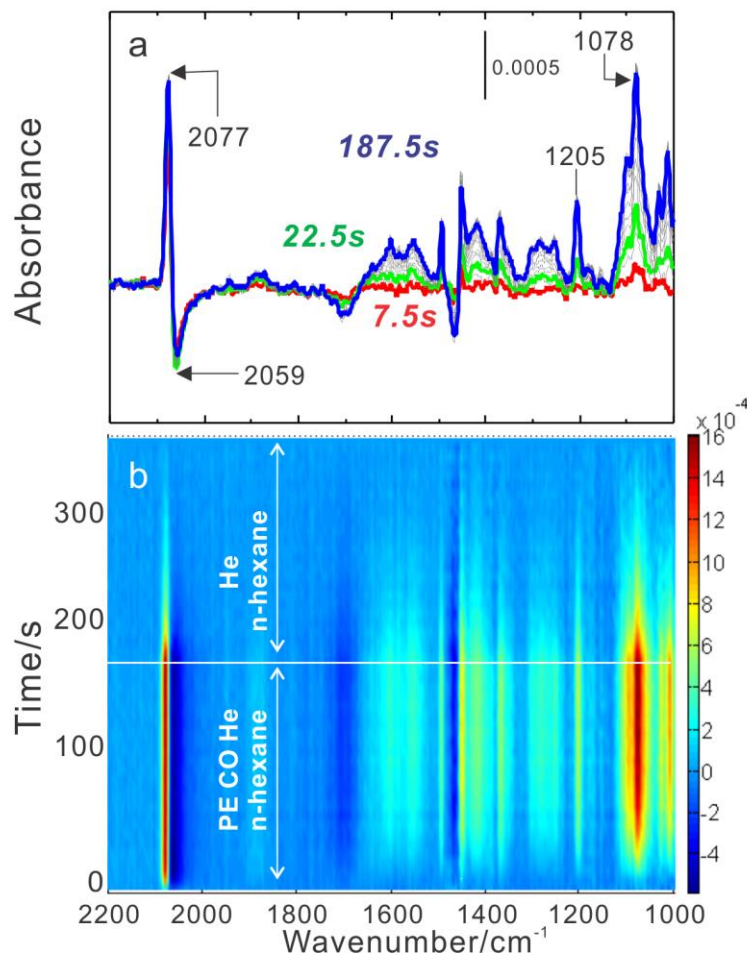 a
0.0005
1078
2077
187.5s
1205
22.5s
7.5s
2059
Absorbance
x 10⁻⁴
b
16
14
12
10
8
6
4
2
0
-2
-4
He
n-hexane
PE CO He
n-hexane
Time/s
300
200
100
0
2200 2000 1800 1600 1400 1200 1000
Wavenumber/cm⁻¹